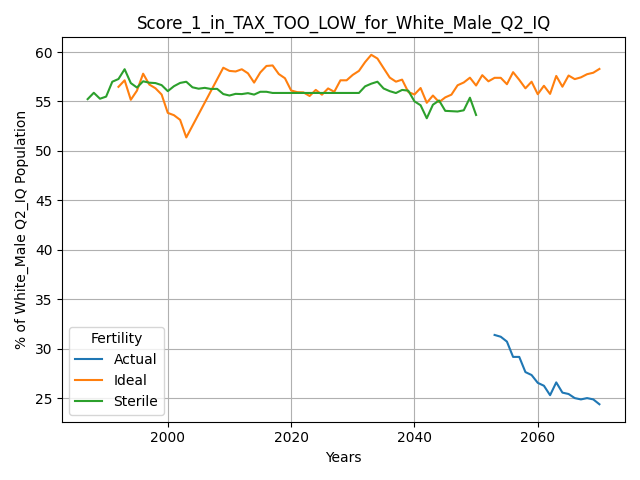 Score_1_in_TAX_TOO_LOW_for_White_Male_Q2_IQ
% of White_Male Q2_IQ Population
60
55
50
45
40
35
30
25
Fertility
Actual
Ideal
Sterile
2000 2020 2040 2060
Years